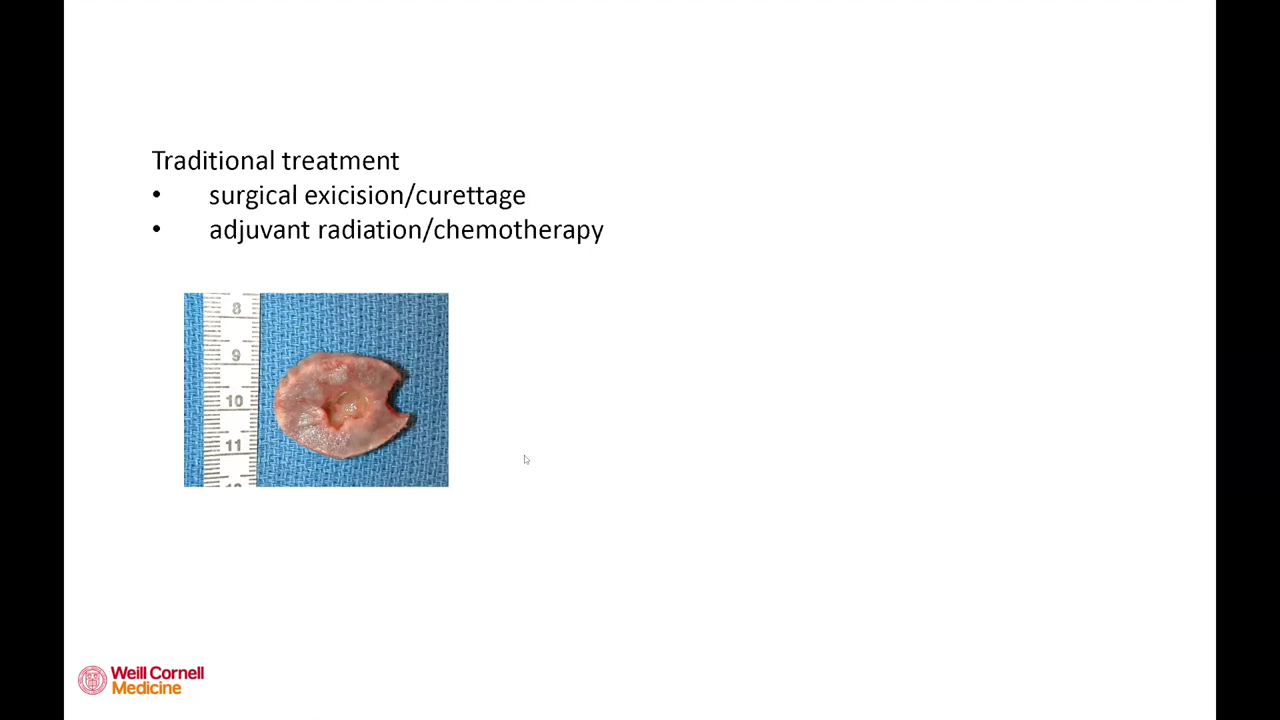 Traditional treatment
• surgical exicision/curettage
• adjuvant radiation/chemotherapy
8
9
10
11
Weill Cornell
Medicine